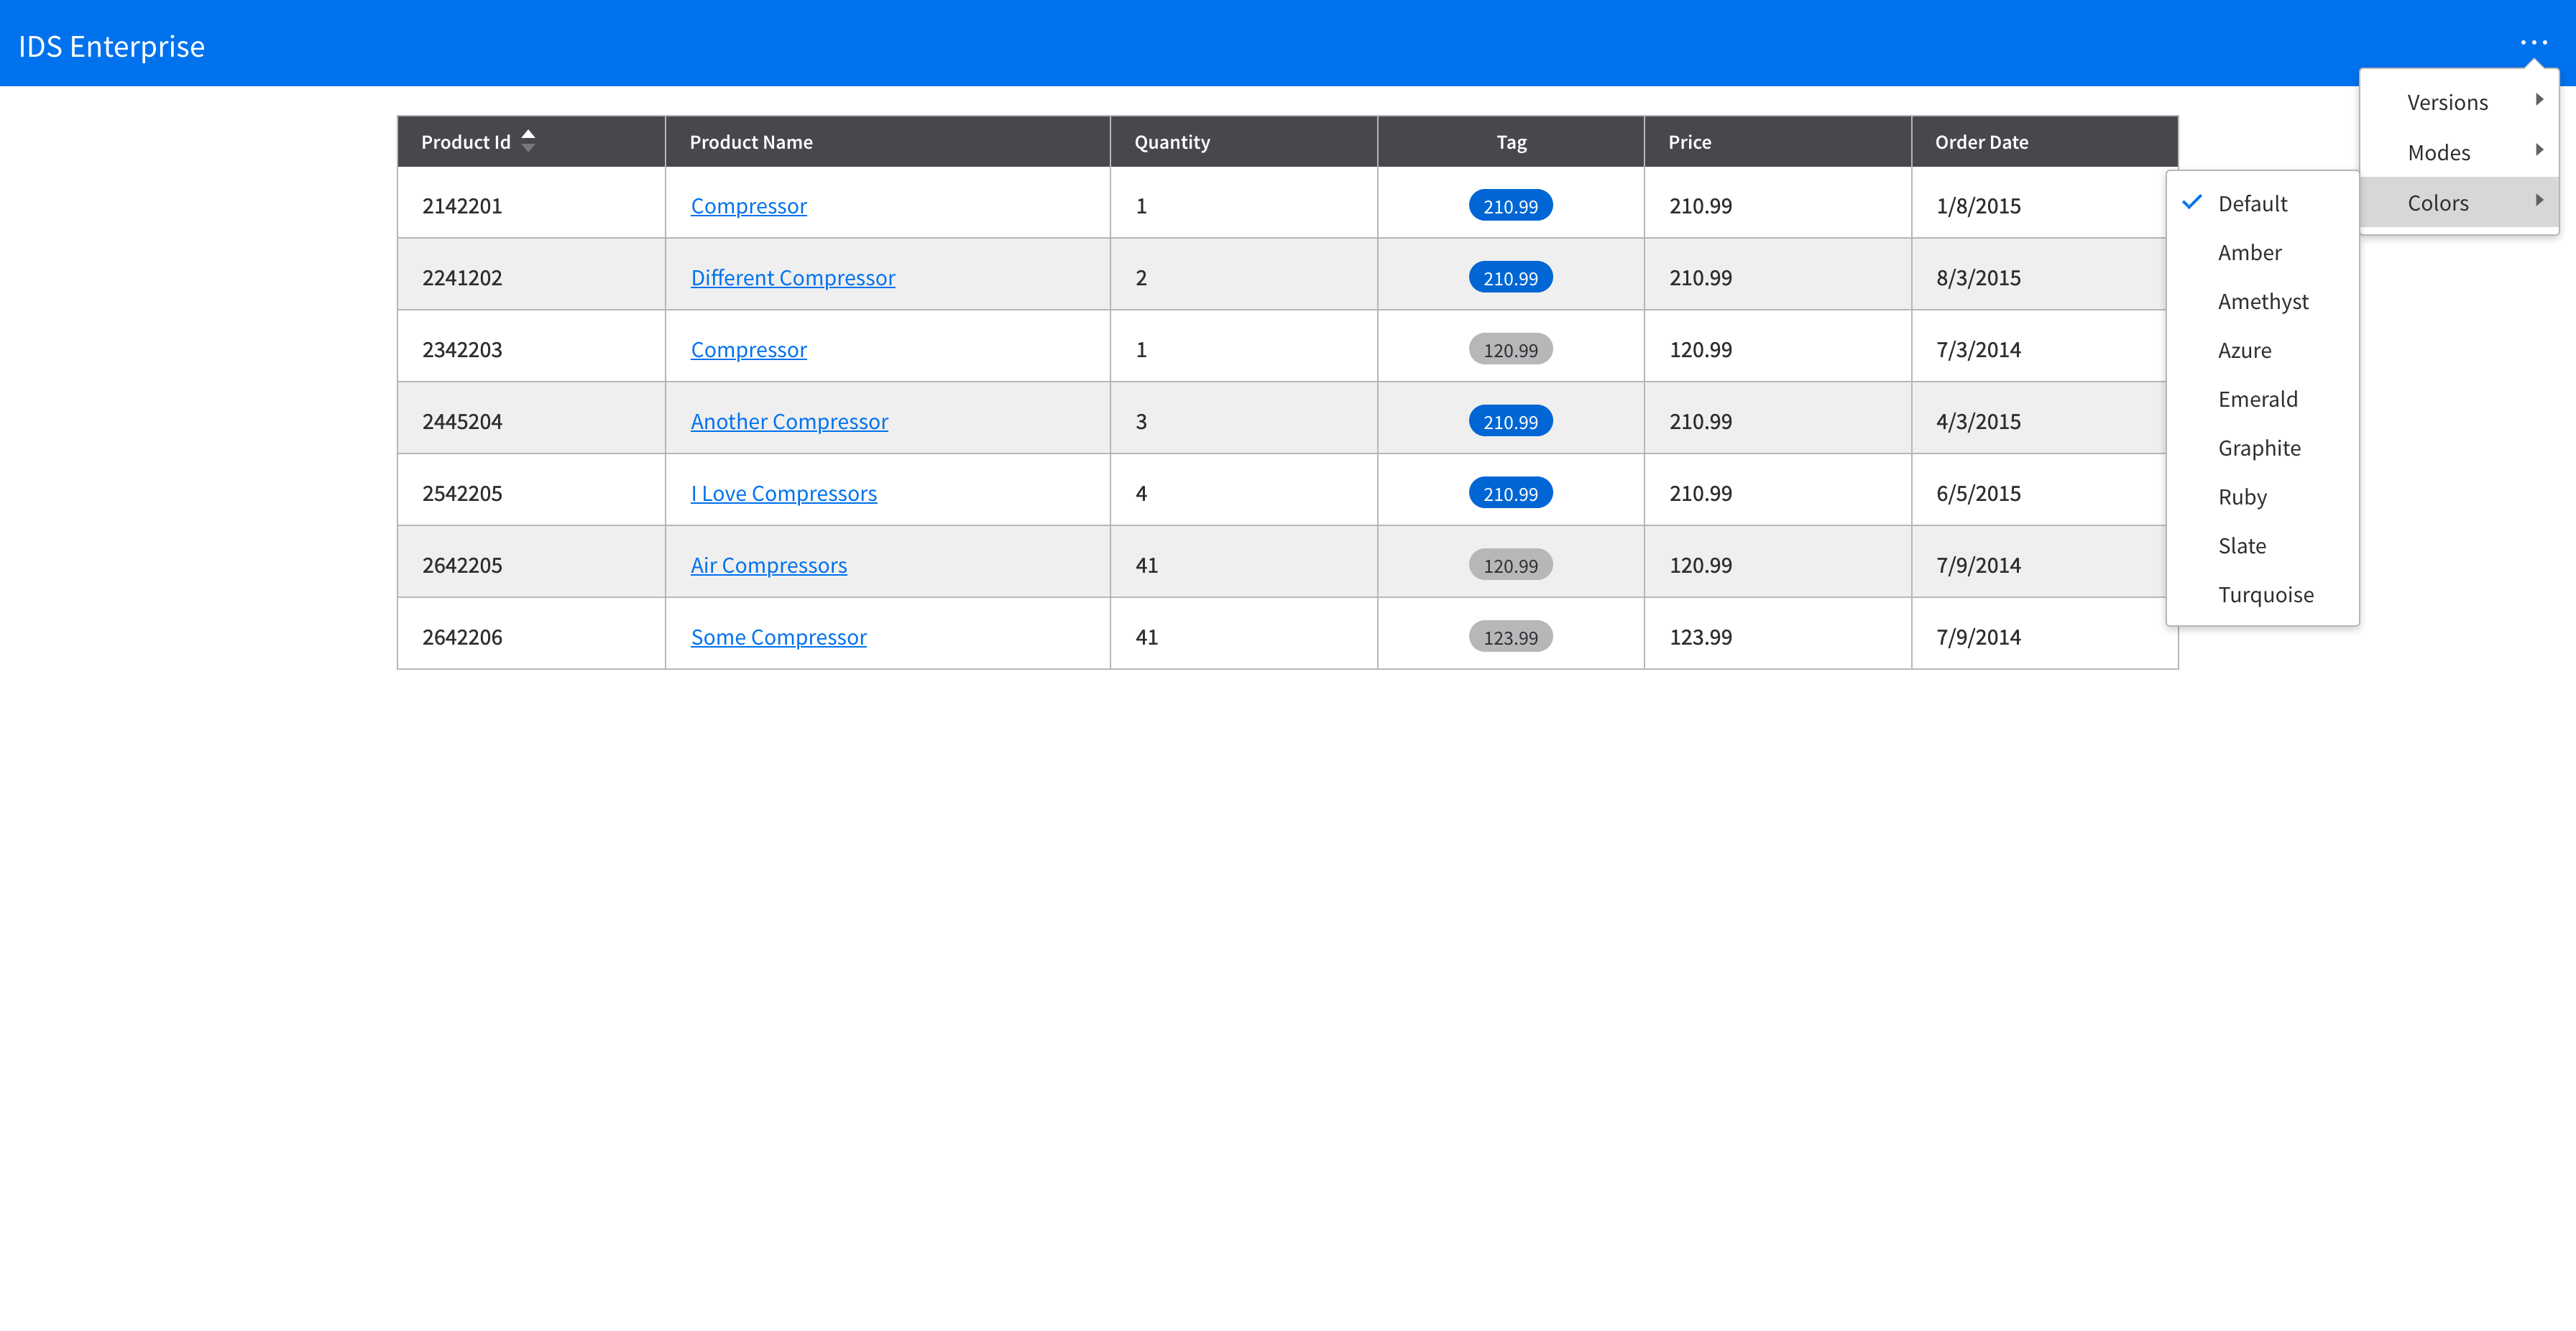 IDS Enterprise
Versions
Modes
Colors
Default
Amber
Amethyst
Azure
Emerald
Graphite
Ruby
Slate
Turquoise
Product Id Product Name Quantity Tag Price Order Date
2142201 Compressor 1 210.99 210.99 1/8/2015
2241202 Different Compressor 2 210.99 210.99 8/3/2015
2342203 Compressor 1 120.99 120.99 7/3/2014
2445204 Another Compressor 3 210.99 210.99 4/3/2015
2542205 I Love Compressors 4 210.99 210.99 6/5/2015
2642205 Air Compressors 41 120.99 120.99 7/9/2014
2642206 Some Compressor 41 123.99 123.99 7/9/2014